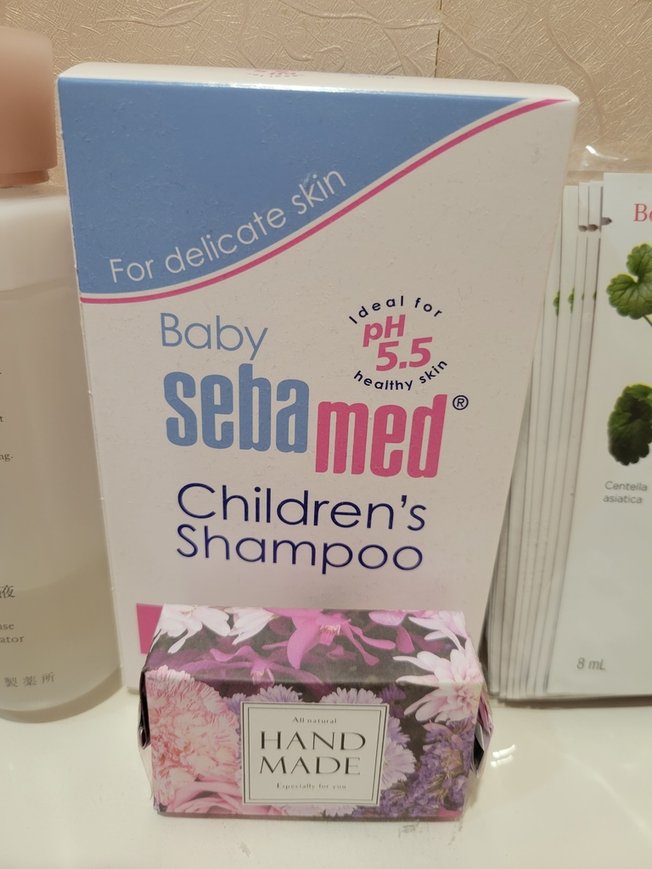 For delicate skin
Ideal for
pH
5.5
healthy skin
Baby
sebamed®
Children's
Shampoo
All natural
HAND
MADE
Especially for you
Centella
asiatica
8 mL
液
製薬所